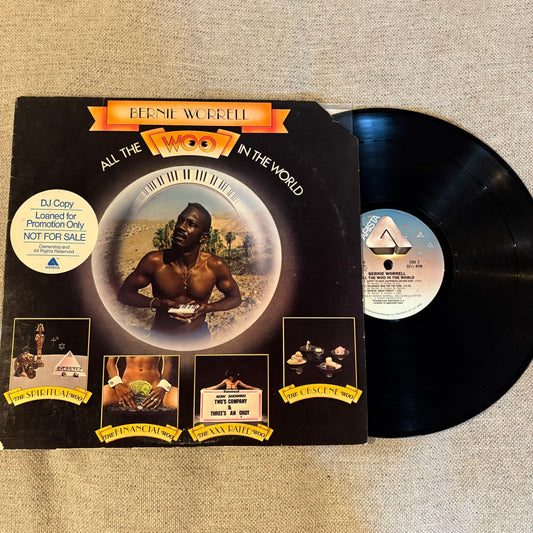 BERNIE WORRELL
ALL THE WOO IN THE WORLD
DJ Copy
Loaned for
Promotion Only
NOT FOR SALE
Ownership and
All Rights Reserved
ARISTA
THE SPIRITUAL WOO
THE FINANCIAL WOO
NOW SHOWING
TWO'S COMPANY
&
THREE'S AN ORGY
THE XXX RATED WOO
THE OBSCENE WOO
ARISTA
SIDE
33⅓ RPM
BERNIE WORRELL
ALL THE WOO IN THE WORLD